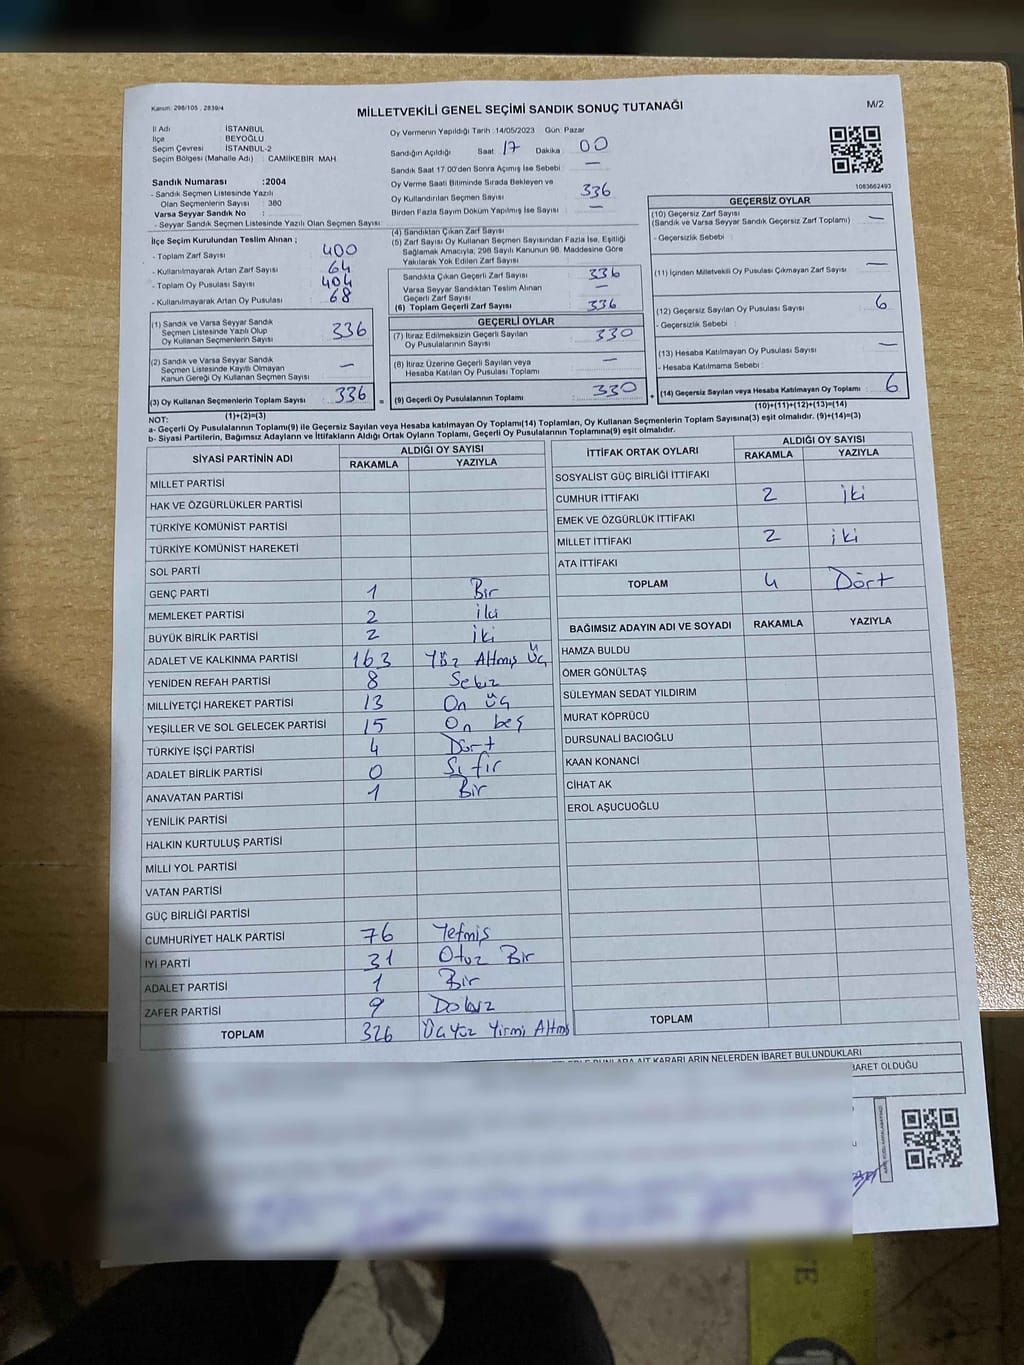 Kanun: 298/105 , 2839/4
MİLLETVEKİLİ GENEL SEÇİMİ SANDIK SONUÇ TUTANAĞI
M/2
İl Adı : İSTANBUL
İlçe : BEYOĞLU
Seçim Çevresi : İSTANBUL-2
Seçim Bölgesi (Mahalle Adı) : CAMİİKEBİR MAH
Sandık Numarası :2004
- Sandık Seçmen Listesinde Yazılı
Olan Seçmenlerin Sayısı : 380
Varsa Seyyar Sandık No :
- Seyyar Sandık Seçmen Listesinde Yazılı Olan Seçmen Sayısı
Oy Vermenin Yapıldığı Tarih :14/05/2023 Gün: Pazar
Sandığın Açıldığı Saat 17 Dakika 00
Sandık Saat 17.00'den Sonra Açılmış İse Sebebi : —
Oy Verme Saati Bitiminde Sırada Bekleyen ve
Oy Kullandırılan Seçmen Sayısı : 336
Birden Fazla Sayım Döküm Yapılmış İse Sayısı : —
1083662493
İlçe Seçim Kurulundan Teslim Alınan ;
- Toplam Zarf Sayısı : 400
- Kullanılmayarak Artan Zarf Sayısı : 64
- Toplam Oy Pusulası Sayısı : 404
- Kullanılmayarak Artan Oy Pusulası : 68
(1) Sandık ve Varsa Seyyar Sandık
Seçmen Listesinde Yazılı Olup
Oy Kullanan Seçmenlerin Sayısı : 336
(2) Sandık ve Varsa Seyyar Sandık
Seçmen Listesinde Kayıtlı Olmayan
Kanun Gereği Oy Kullanan Seçmen Sayısı : —
(3) Oy Kullanan Seçmenlerin Toplam Sayısı : 336
(1)+(2)=(3)
(4) Sandıktan Çıkan Zarf Sayısı
(5) Zarf Sayısı Oy Kullanan Seçmen Sayısından Fazla İse, Eşitliği
Sağlamak Amacıyla, 298 Sayılı Kanunun 98. Maddesine Göre
Yakılarak Yok Edilen Zarf Sayısı
Sandıkta Çıkan Geçerli Zarf Sayısı : 336
Varsa Seyyar Sandıktan Teslim Alınan
Geçerli Zarf Sayısı : —
(6) Toplam Geçerli Zarf Sayısı : 336
GEÇERLİ OYLAR
(7) İtiraz Edilmeksizin Geçerli Sayılan
Oy Pusulalarının Sayısı : 330
(8) İtiraz Üzerine Geçerli Sayılan veya
Hesaba Katılan Oy Pusulası Toplamı : —
= (9) Geçerli Oy Pusulalarının Toplamı : 330
GEÇERSİZ OYLAR
(10) Geçersiz Zarf Sayısı
(Sandık ve Varsa Seyyar Sandık Geçersiz Zarf Toplamı) : —
- Geçersizlik Sebebi :
(11) İçinden Milletvekili Oy Pusulası Çıkmayan Zarf Sayısı : —
(12) Geçersiz Sayılan Oy Pusulası Sayısı : 6
- Geçersizlik Sebebi :
(13) Hesaba Katılmayan Oy Pusulası Sayısı : —
- Hesaba Katılmama Sebebi :
+ (14) Geçersiz Sayılan veya Hesaba Katılmayan Oy Toplamı : 6
(10)+(11)+(12)+(13)=(14)
NOT:
a- Geçerli Oy Pusulalarının Toplamı(9) ile Geçersiz Sayılan veya Hesaba katılmayan oy Toplamı(14) Toplamları, Oy Kullanan Seçmenlerin Toplam Sayısına(3) eşit olmalıdır. (9)+(14)=(3)
b- Siyasi Partilerin, Bağımsız Adayların ve İttifakların Aldığı Ortak Oyların Toplamı, Geçerli Oy Pusulalarının Toplamına(9) eşit olmalıdır.
SİYASİ PARTİNİN ADI
ALDIĞI OY SAYISI
RAKAMLA YAZIYLA
MİLLET PARTİSİ
HAK VE ÖZGÜRLÜKLER PARTİSİ
TÜRKİYE KOMÜNİST PARTİSİ
TÜRKİYE KOMÜNİST HAREKETİ
SOL PARTİ
GENÇ PARTİ 1 Bir
MEMLEKET PARTİSİ 2 iki
BÜYÜK BİRLİK PARTİSİ 2 iki
ADALET VE KALKINMA PARTİSİ 163 Yüz Altmış Üç
YENİDEN REFAH PARTİSİ 8 Sekiz
MİLLİYETÇİ HAREKET PARTİSİ 13 On üç
YEŞİLLER VE SOL GELECEK PARTİSİ 15 On beş
TÜRKİYE İŞÇİ PARTİSİ 4 Dört
ADALET BİRLİK PARTİSİ 0 Sıfır
ANAVATAN PARTİSİ 1 Bir
YENİLİK PARTİSİ
HALKIN KURTULUŞ PARTİSİ
MİLLİ YOL PARTİSİ
VATAN PARTİSİ
GÜÇ BİRLİĞİ PARTİSİ
CUMHURİYET HALK PARTİSİ 76 Yetmiş
İYİ PARTİ 31 Otuz Bir
ADALET PARTİSİ 1 Bir
ZAFER PARTİSİ 9 Dokuz
TOPLAM 326 Üçyüz Yirmi Altmış
İTTİFAK ORTAK OYLARI
ALDIĞI OY SAYISI
RAKAMLA YAZIYLA
SOSYALİST GÜÇ BİRLİĞİ İTTİFAKI
CUMHUR İTTİFAKI 2 iki
EMEK VE ÖZGÜRLÜK İTTİFAKI
MİLLET İTTİFAKI 2 iki
ATA İTTİFAKI
TOPLAM 4 Dört
BAĞIMSIZ ADAYIN ADI VE SOYADI RAKAMLA YAZIYLA
HAMZA BULDU
ÖMER GÖNÜLTAŞ
SÜLEYMAN SEDAT YILDIRIM
MURAT KÖPRÜCÜ
DURSUNALİ BACIOĞLU
KAAN KONANCİ
CİHAT AK
EROL AŞUCUOĞLU
TOPLAM
KARARLARIN NELERDEN İBARET BULUNDUKLARI
BARET OLDUĞU